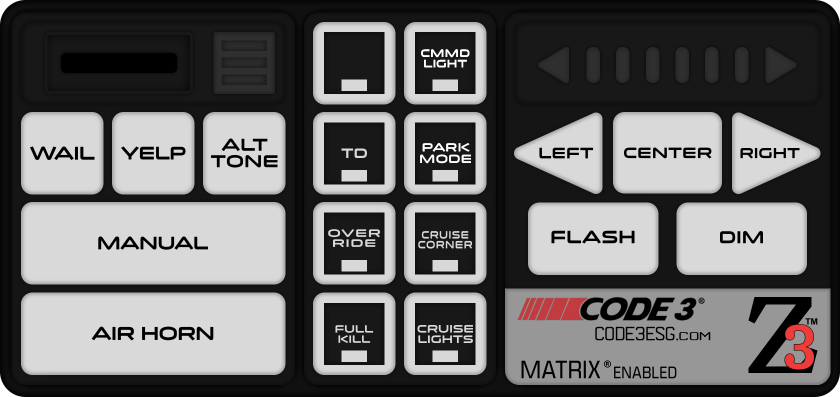 WAIL
YELP
ALT
TONE
MANUAL
AIR HORN
CMMD
LIGHT
TD
PARK
MODE
OVER
RIDE
CRUISE
CORNER
FULL
KILL
CRUISE
LIGHTS
LEFT
CENTER
RIGHT
FLASH
DIM
CODE 3®
CODE3ESG.COM
MATRIX® ENABLED
Z3™